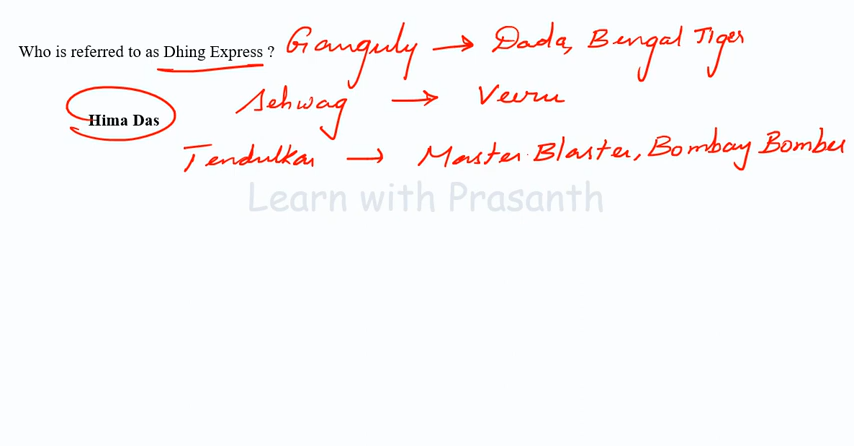 Who is referred to as Dhing Express ? Ganguly → Dada, Bengal Tiger
Sehwag → Veeru
Hima Das
Tendulkar → Master Blaster, Bombay Bomber
Learn with Prasanth